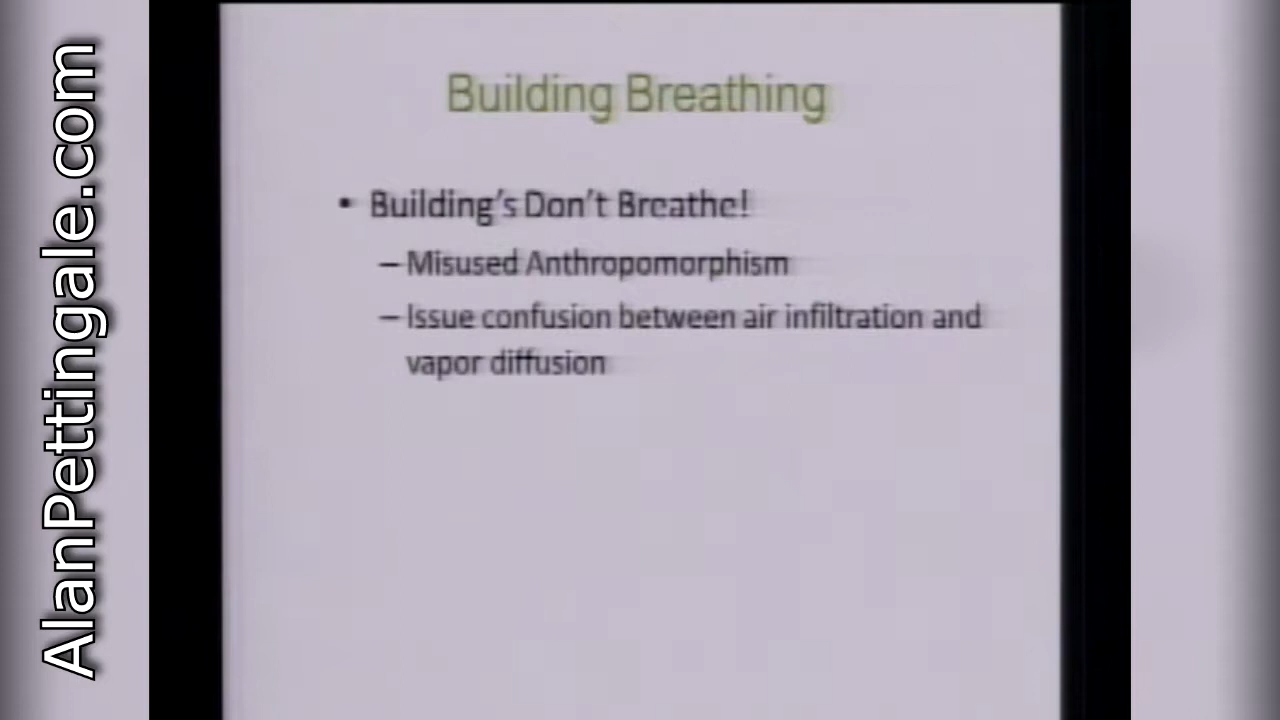 AlanPettingale.com
Building Breathing
• Building's Don't Breathe!
– Misused Anthropomorphism
– Issue confusion between air infiltration and
vapor diffusion